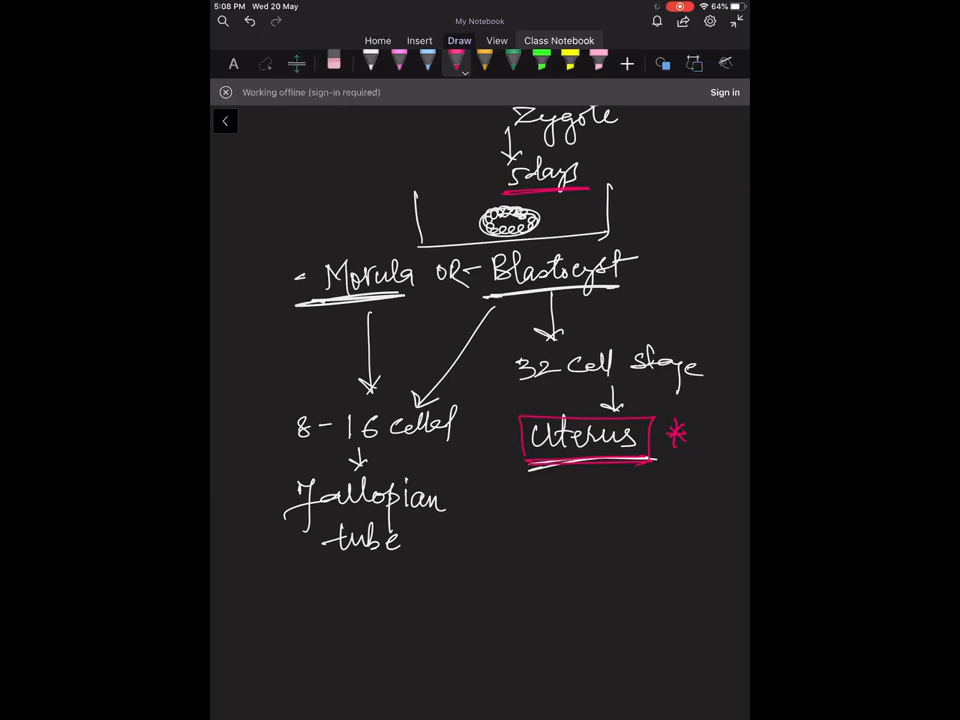 5:08 PM Wed 20 May
64%
My Notebook
Home Insert Draw View Class Notebook
A
Working offline (sign-in required) Sign in
Zygote
5days
Morula OR Blastocyst
32 cell stage
8-16 celled
Uterus *
Fallopian
tube